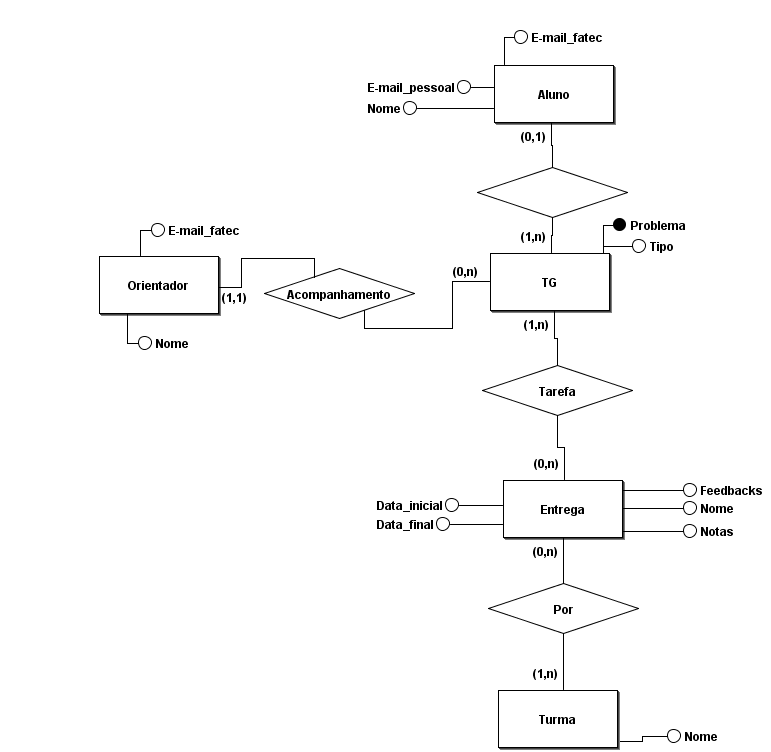 E-mail_fatec
E-mail_pessoal
Aluno
Nome
(0,1)
Problema
E-mail_fatec
(1,n)
Tipo
(0,n)
Orientador
(1,1)
Acompanhamento
TG
(1,n)
Nome
Tarefa
(0,n)
Feedbacks
Data_inicial
Entrega
Nome
Data_final
Notas
(0,n)
Por
(1,n)
Turma
Nome